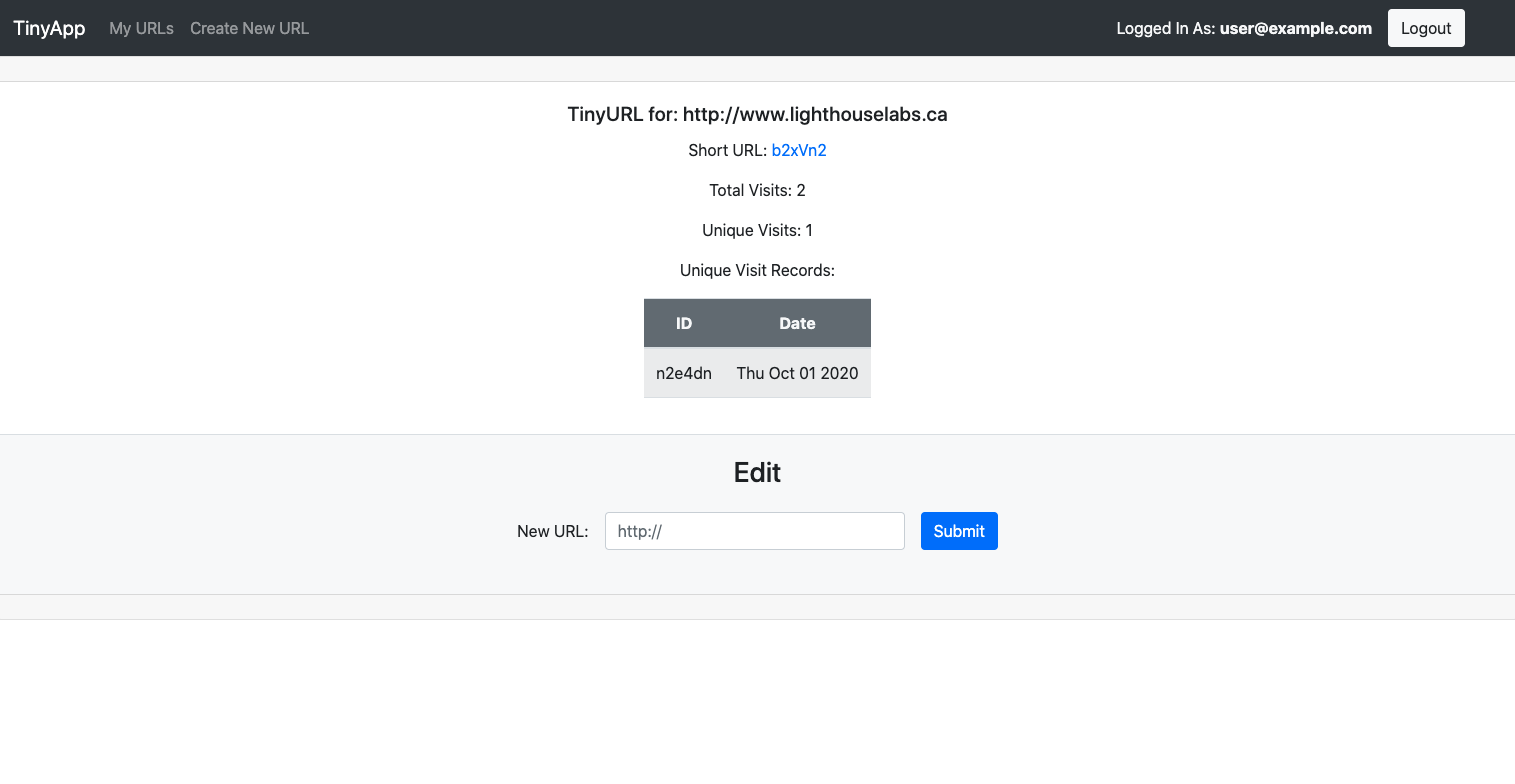 TinyApp My URLs Create New URL Logged In As: user@example.com Logout
TinyURL for: http://www.lighthouselabs.ca
Short URL: b2xVn2
Total Visits: 2
Unique Visits: 1
Unique Visit Records:
ID Date
n2e4dn Thu Oct 01 2020
Edit
New URL: http:// Submit